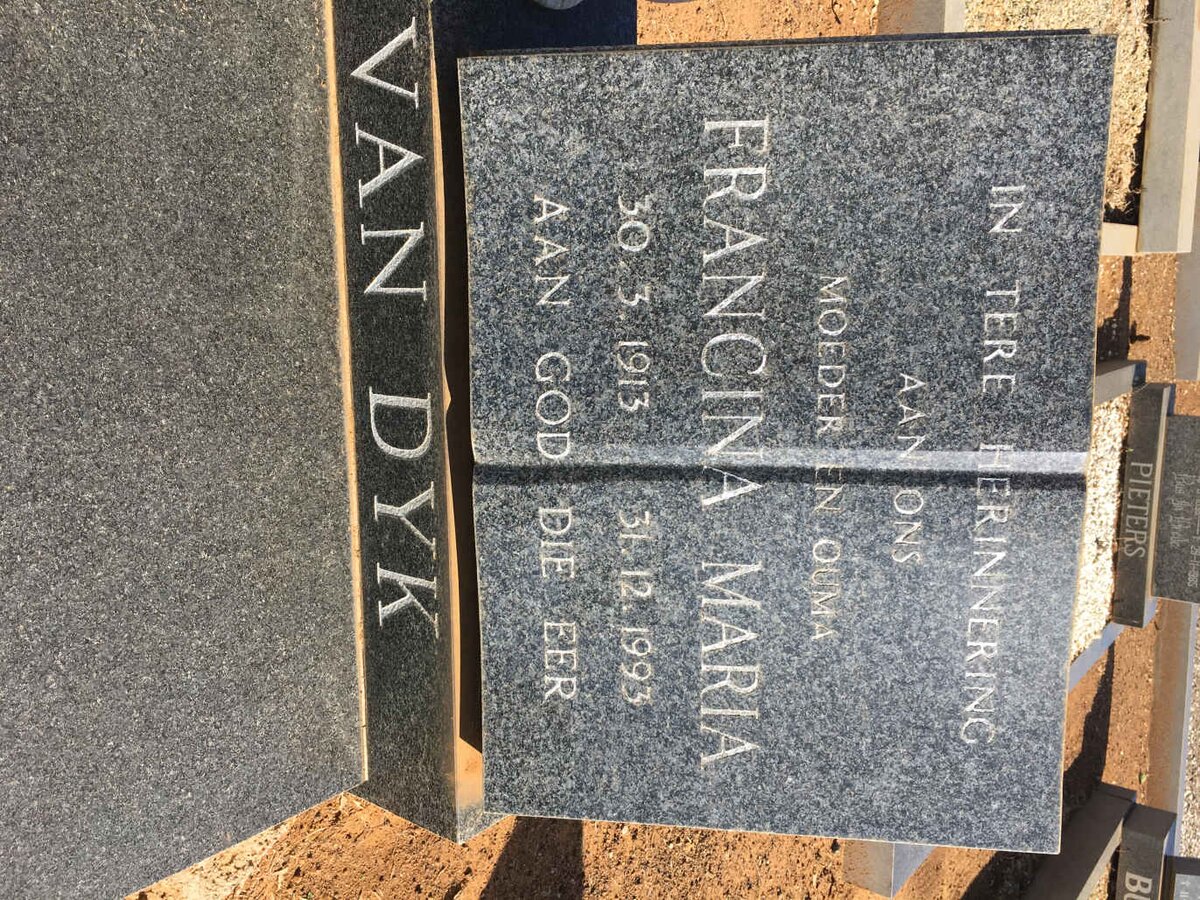 IN TERE HERINNERING
AAN ONS
MOEDER EN OUMA
FRANCINA MARIA
30.3.1913 31.12.1993
AAN GOD DIE EER
VAN DYK
PIETERS